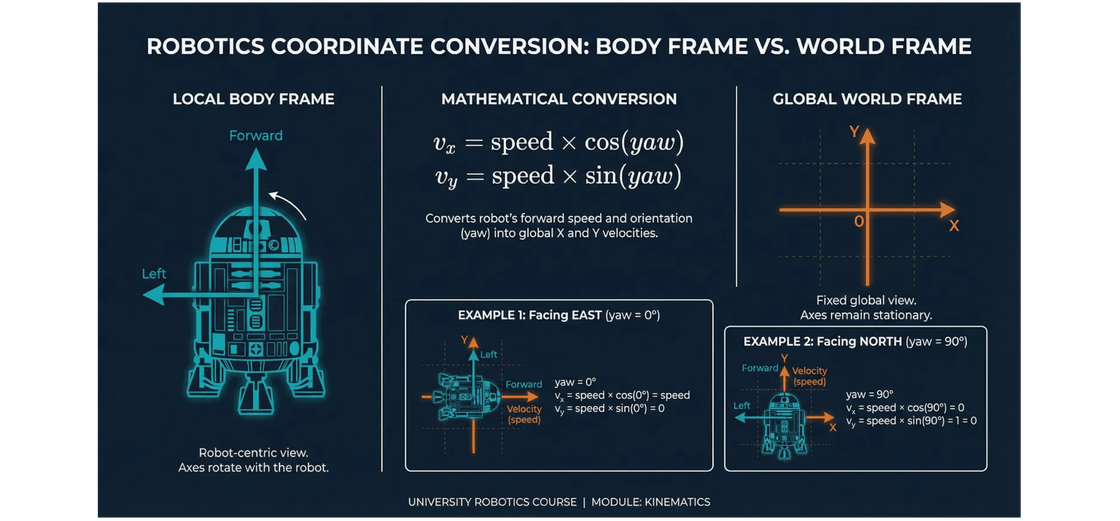 ROBOTICS COORDINATE CONVERSION: BODY FRAME VS. WORLD FRAME
LOCAL BODY FRAME
Forward
Left
Robot-centric view.
Axes rotate with the robot.
MATHEMATICAL CONVERSION
vₓ = speed × cos(yaw)
vᵧ = speed × sin(yaw)
Converts robot's forward speed and orientation
(yaw) into global X and Y velocities.
EXAMPLE 1: Facing EAST (yaw = 0°)
Y
Left
Forward
Velocity
(speed)
yaw = 0°
vₓ = speed × cos(0°) = speed
vᵧ = speed × sin(0°) = 0
GLOBAL WORLD FRAME
Y
0
X
Fixed global view.
Axes remain stationary.
EXAMPLE 2: Facing NORTH (yaw = 90°)
Y
Forward
Velocity
(speed)
Left
X
yaw = 90°
vₓ = speed × cos(90°) = 0
vᵧ = speed × sin(90°) = 1 = 0
UNIVERSITY ROBOTICS COURSE | MODULE: KINEMATICS